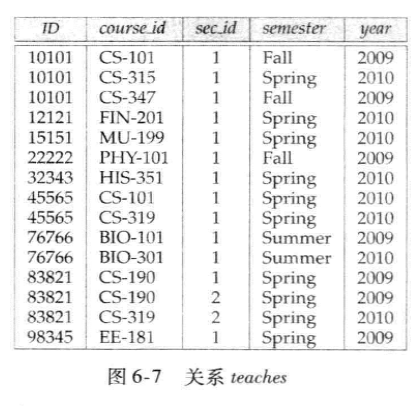 ID course_id sec_id semester year
10101 CS-101 1 Fall 2009
10101 CS-315 1 Spring 2010
10101 CS-347 1 Fall 2009
12121 FIN-201 1 Spring 2010
15151 MU-199 1 Spring 2010
22222 PHY-101 1 Fall 2009
32343 HIS-351 1 Spring 2010
45565 CS-101 1 Spring 2010
45565 CS-319 1 Spring 2010
76766 BIO-101 1 Summer 2009
76766 BIO-301 1 Summer 2010
83821 CS-190 1 Spring 2009
83821 CS-190 2 Spring 2009
83821 CS-319 2 Spring 2010
98345 EE-181 1 Spring 2009
图 6-7 关系 teaches